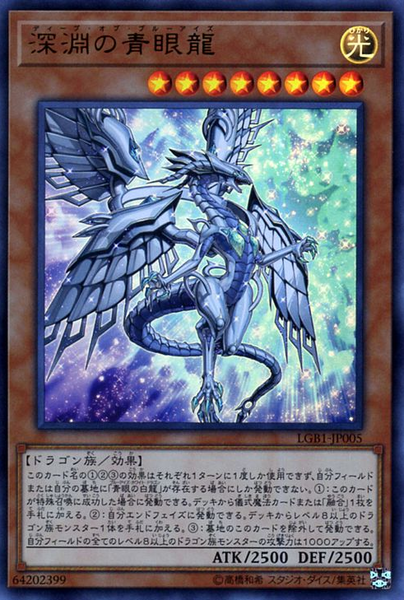 ディープ・オブ・ブルーアイズ
深淵の青眼龍
ひかり
光
LGB1-JP005
【ドラゴン族／効果】
このカード名の①②③の効果はそれぞれ1ターンに1度しか使用できず、自分フィールド
または自分の墓地に「青眼の白龍」が存在する場合にしか発動できない。①：このカード
が特殊召喚に成功した場合に発動できる。デッキから儀式魔法カードまたは「融合」1枚を
手札に加える。②：自分エンドフェイズに発動できる。デッキからレベル8以上のドラ
ゴン族モンスター1体を手札に加える。③：墓地のこのカードを除外して発動できる。
自分フィールドの全てのレベル8以上のドラゴン族モンスターの攻撃力は1000アップする。
ATK/2500 DEF/2500
64202399
©高橋和希 スタジオ・ダイス/集英社